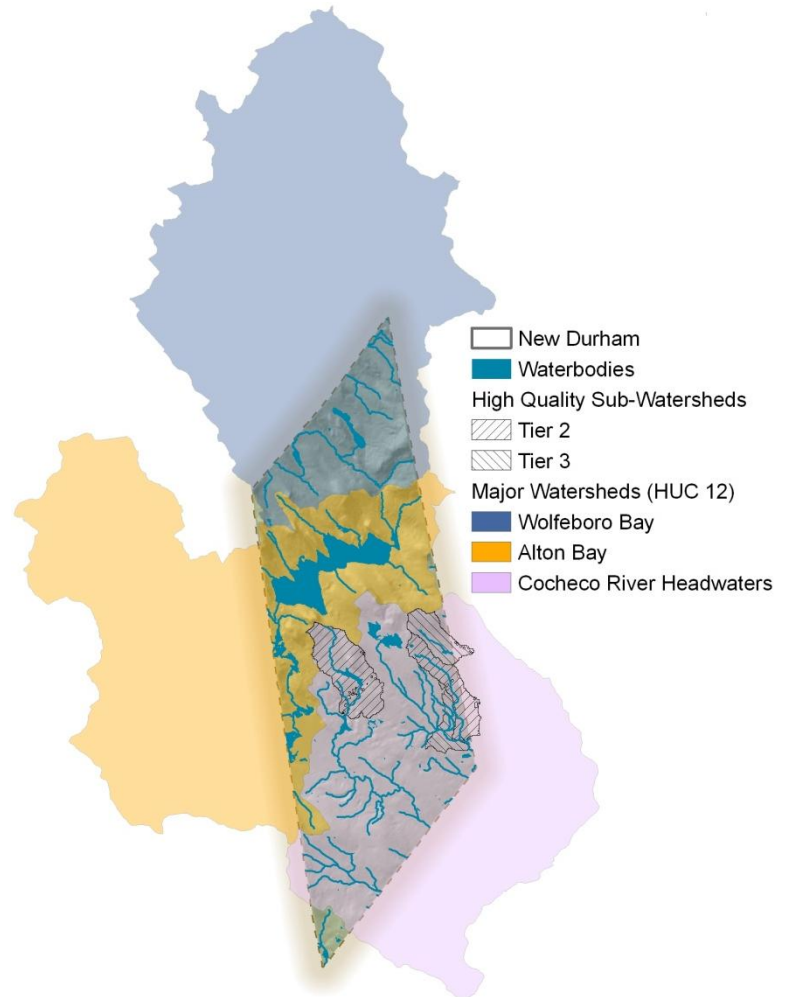 New Durham
Waterbodies
High Quality Sub-Watersheds
Tier 2
Tier 3
Major Watersheds (HUC 12)
Wolfeboro Bay
Alton Bay
Cocheco River Headwaters